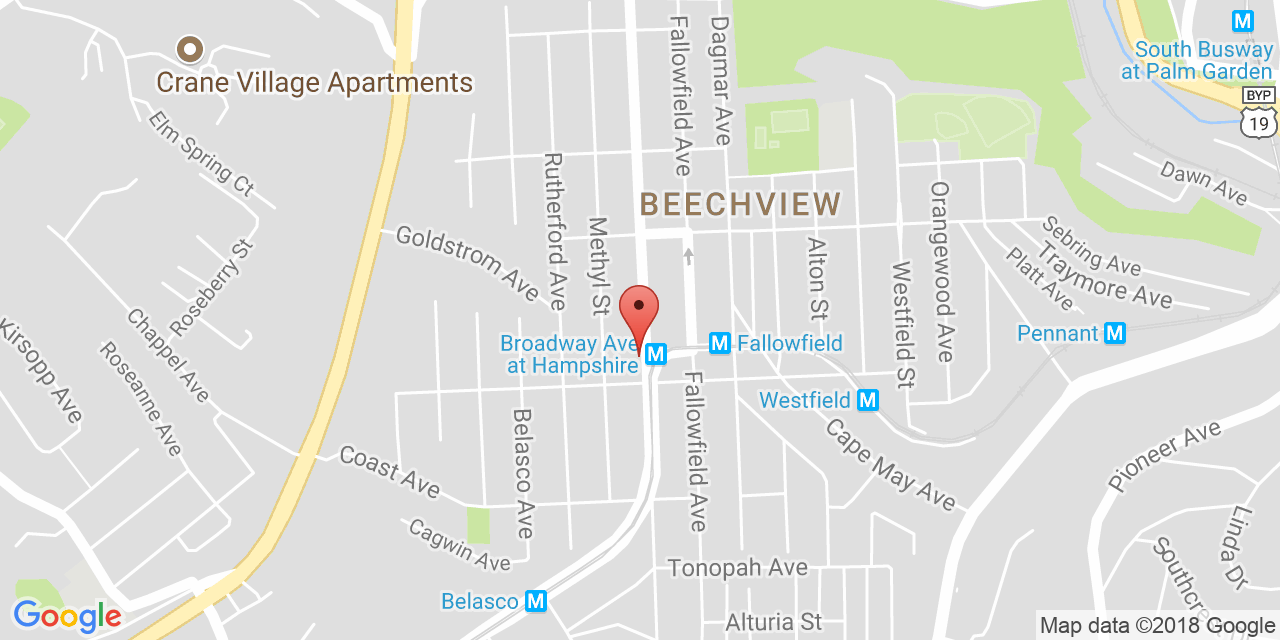 Fallowfield Ave
Dagmar Ave
M
South Busway
at Palm Garden
BYP
19
Crane Village Apartments
Elm Spring Ct
Dawn Ave
Rutherford Ave
Methyl St
BEECHVIEW
Orangewood Ave
Goldstrom Ave
Roseberry St
Alton St
Westfield St
Sebring Ave
Traymore Ave
Platt Ave
Chappel Ave
Kirsopp Ave
Roseanne Ave
Broadway Ave
at Hampshire
M
M Fallowfield
Pennant M
Westfield M
Fallowfield Ave
Belasco Ave
Coast Ave
Cape May Ave
Pioneer Ave
Cagwin Ave
Linda Dr
Tonopah Ave
Belasco M
Alturia St
Google
Map data ©2018 Google